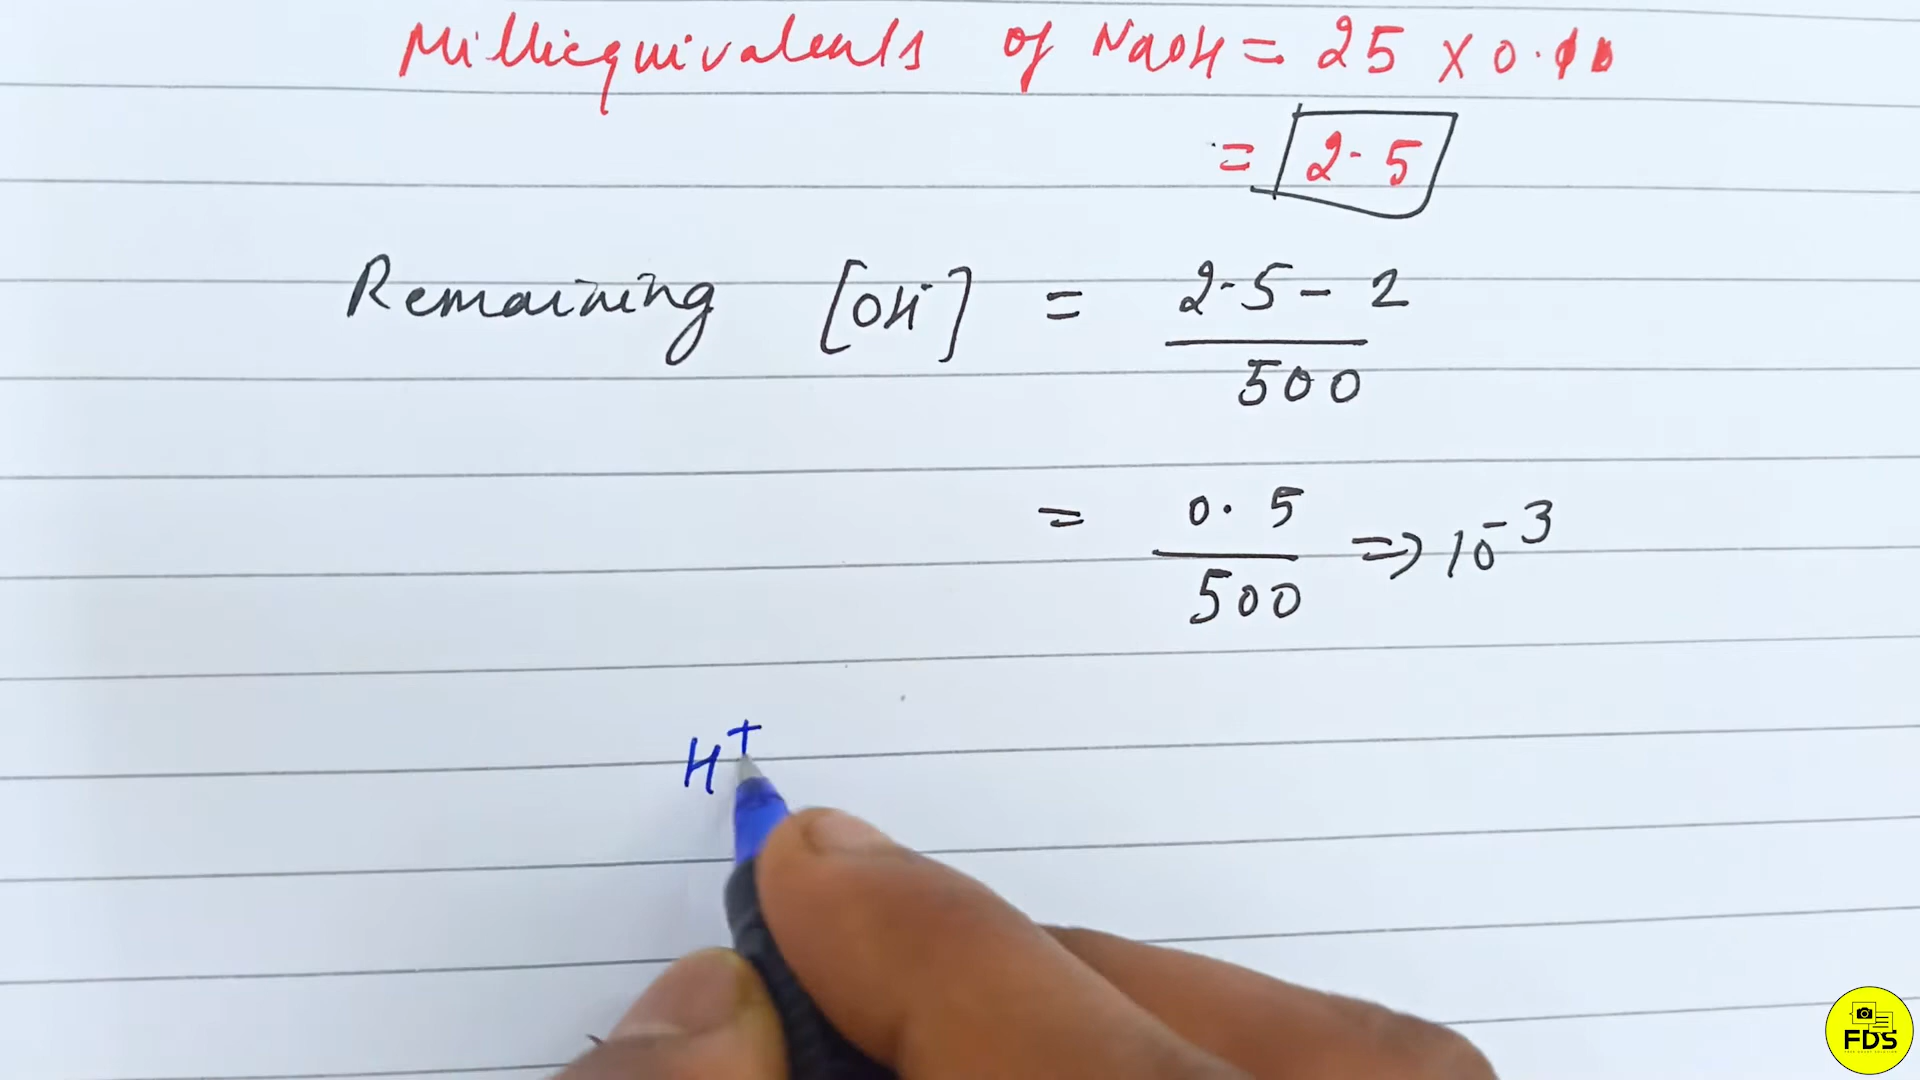 Milliequivalents of NaOH = 25 × 0.1
= 2.5
Remaining [OH⁻] = 2.5 - 2
500
= 0.5 => 10⁻³
500
H⁺
FDS